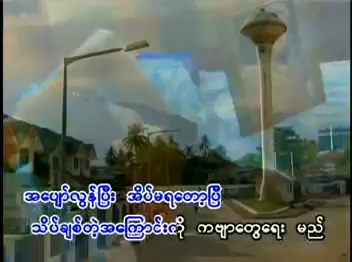 အပျော်လွန်ပြီး အိပ်မရတော့ပြီ
သိပ်ချစ်တဲ့အကြောင်းကို ကဗျာတွေရေး မည်